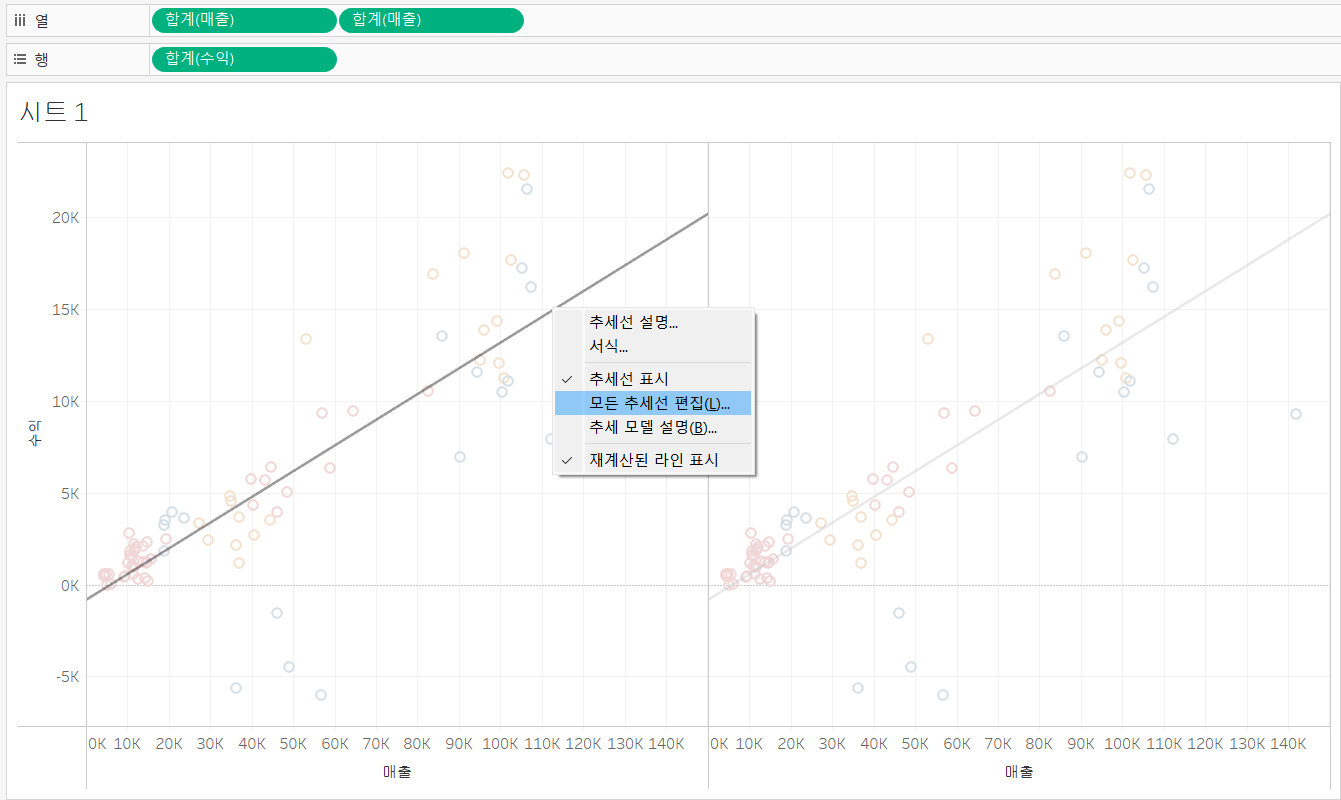 열 합계(매출) 합계(매출)
행 합계(수익)
시트 1
20K
15K
10K
5K
0K
-5K
수익
추세선 설명...
서식...
추세선 표시
모든 추세선 편집(L)...
추세 모델 설명(B)...
재계산된 라인 표시
0K 10K 20K 30K 40K 50K 60K 70K 80K 90K 100K 110K 120K 130K 140K 0K 10K 20K 30K 40K 50K 60K 70K 80K 90K 100K 110K 120K 130K 140K
매출 매출